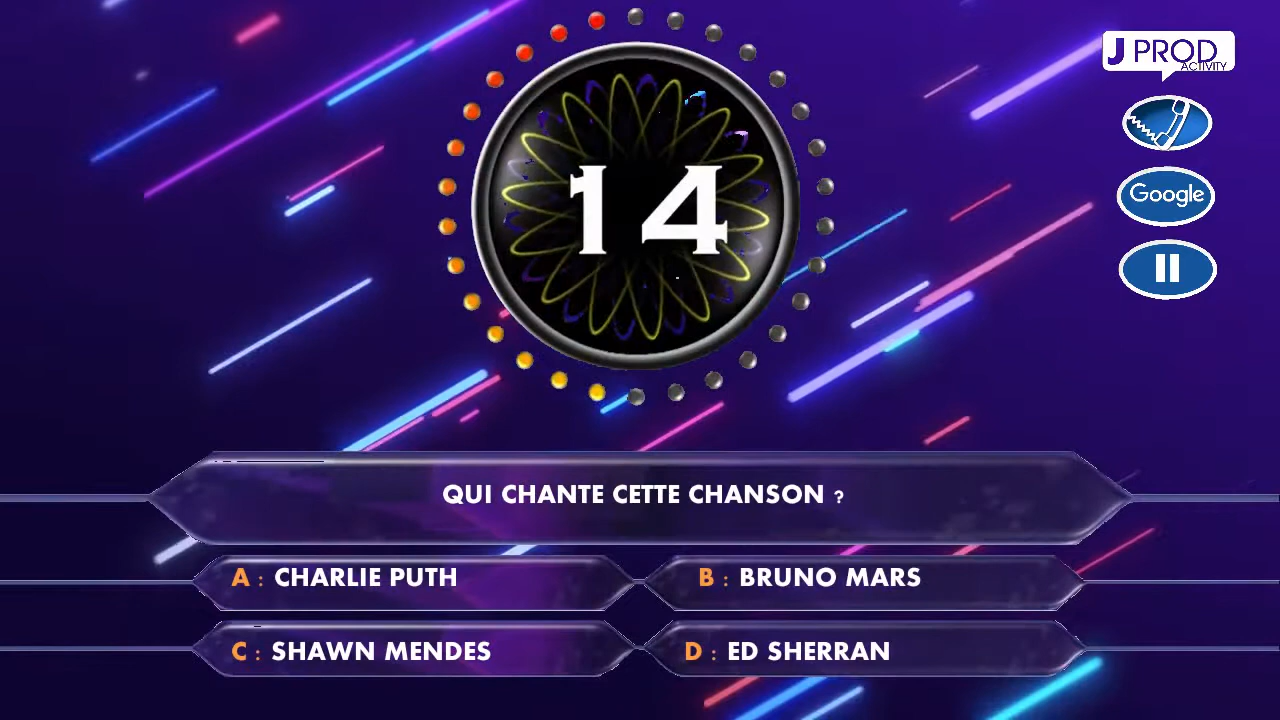 J PROD
ACTIVITY
Google
14
QUI CHANTE CETTE CHANSON ?
A : CHARLIE PUTH
B : BRUNO MARS
C : SHAWN MENDES
D : ED SHERRAN